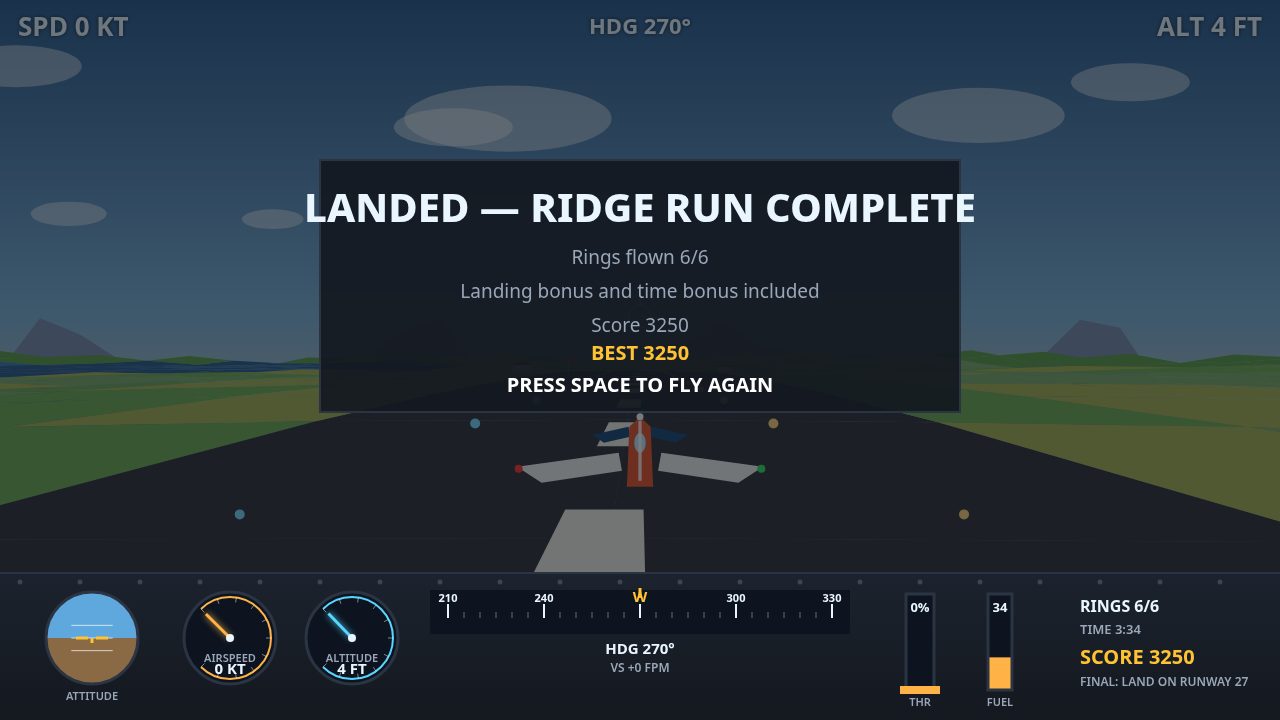 SPD 0 KT
HDG 270°
ALT 4 FT
LANDED — RIDGE RUN COMPLETE
Rings flown 6/6
Landing bonus and time bonus included
Score 3250
BEST 3250
PRESS SPACE TO FLY AGAIN
ATTITUDE
AIRSPEED
0 KT
ALTITUDE
4 FT
210 240 W 300 330
HDG 270°
VS +0 FPM
0%
THR
34
FUEL
RINGS 6/6
TIME 3:34
SCORE 3250
FINAL: LAND ON RUNWAY 27